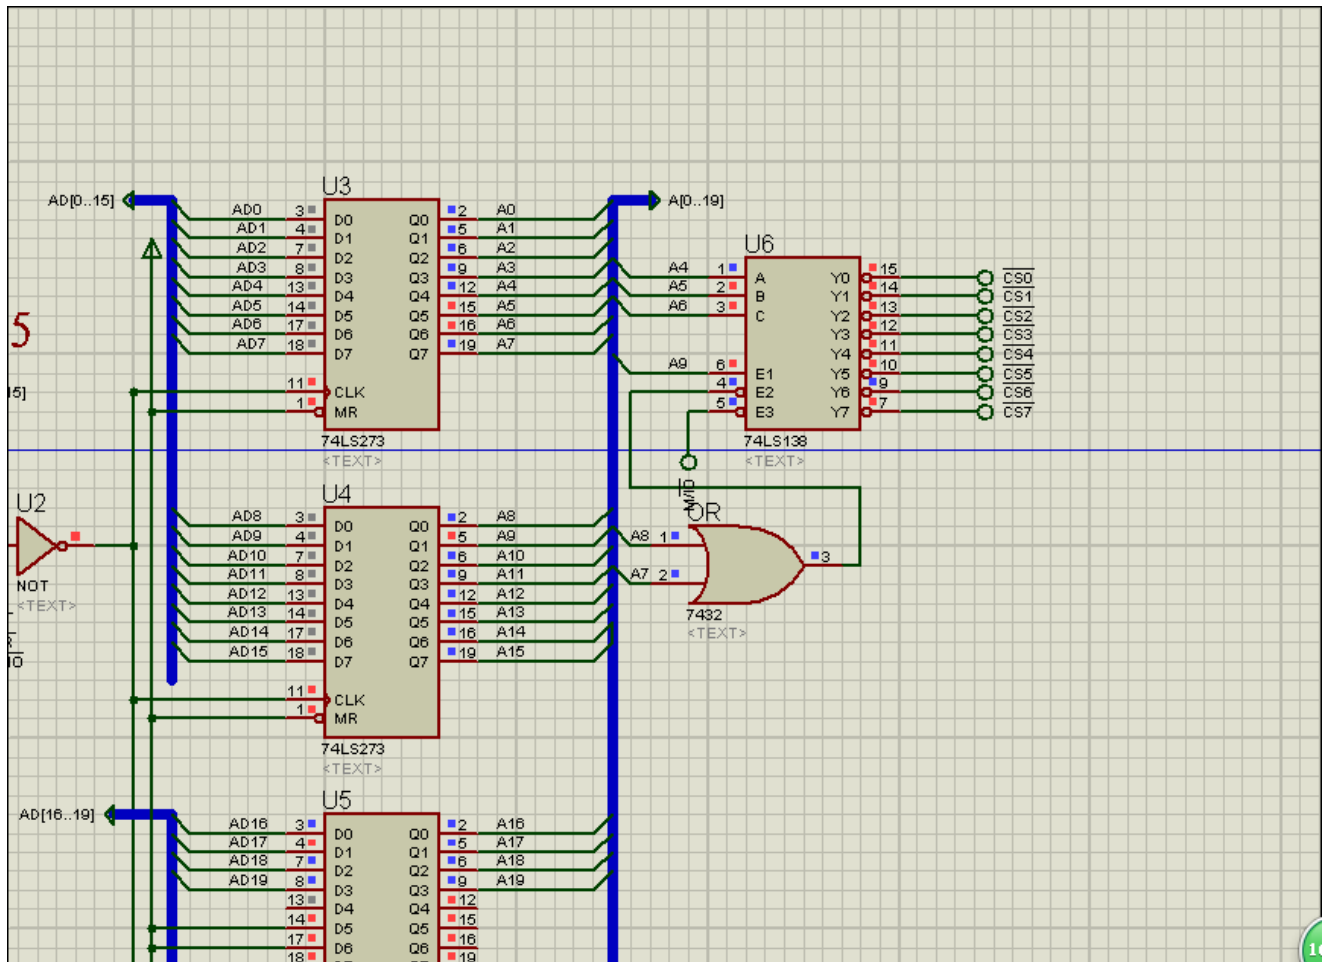 U3
AD[0..15]
A[0..19]
AD0 3 D0 Q0 2 A0
AD1 4 D1 Q1 5 A1
AD2 7 D2 Q2 6 A2
AD3 8 D3 Q3 9 A3
AD4 13 D4 Q4 12 A4
AD5 14 D5 Q5 15 A5
AD6 17 D6 Q6 16 A6
AD7 18 D7 Q7 19 A7
11 CLK
1 MR
74LS273
<TEXT>
U6
A4 1 A Y0 15 CS0
A5 2 B Y1 14 CS1
A6 3 C Y2 13 CS2
Y3 12 CS3
Y4 11 CS4
A9 6 E1 Y5 10 CS5
4 E2 Y6 9 CS6
5 E3 Y7 7 CS7
74LS138
<TEXT>
M/IO
5
15]
U2
NOT
<TEXT>
R
IO
U4
AD8 3 D0 Q0 2 A8
AD9 4 D1 Q1 5 A9
AD10 7 D2 Q2 6 A10
AD11 8 D3 Q3 9 A11
AD12 13 D4 Q4 12 A12
AD13 14 D5 Q5 15 A13
AD14 17 D6 Q6 16 A14
AD15 18 D7 Q7 19 A15
11 CLK
1 MR
74LS273
<TEXT>
OR
A8 1
3
A7 2
7432
<TEXT>
U5
AD[16..19]
AD16 3 D0 Q0 2 A16
AD17 4 D1 Q1 5 A17
AD18 7 D2 Q2 6 A18
AD19 8 D3 Q3 9 A19
13 D4 Q4 12
14 D5 Q5 15
17 D6 Q6 16
18 19